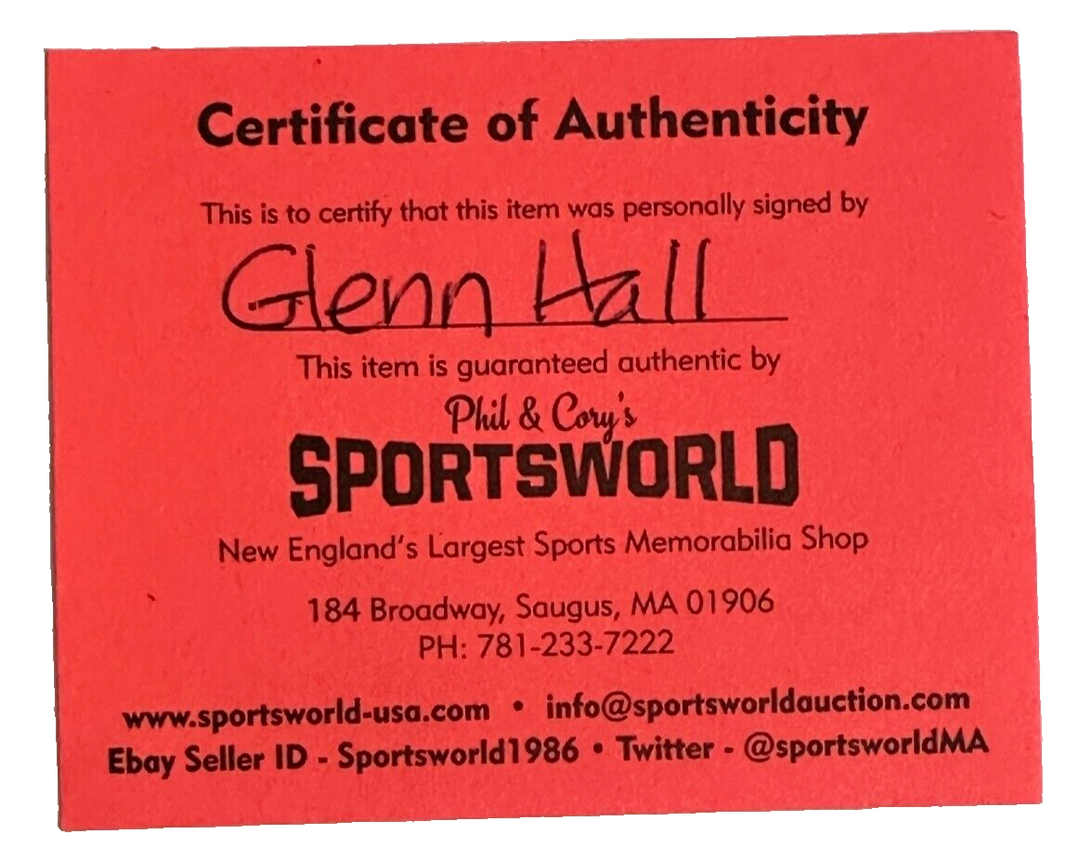 Certificate of Authenticity
This is to certify that this item was personally signed by
Glenn Hall
This item is guaranteed authentic by
Phil & Cory's
SPORTSWORLD
New England's Largest Sports Memorabilia Shop
184 Broadway, Saugus, MA 01906
PH: 781-233-7222
www.sportsworld-usa.com • info@sportsworldauction.com
Ebay Seller ID - Sportsworld1986 • Twitter - @sportsworldMA